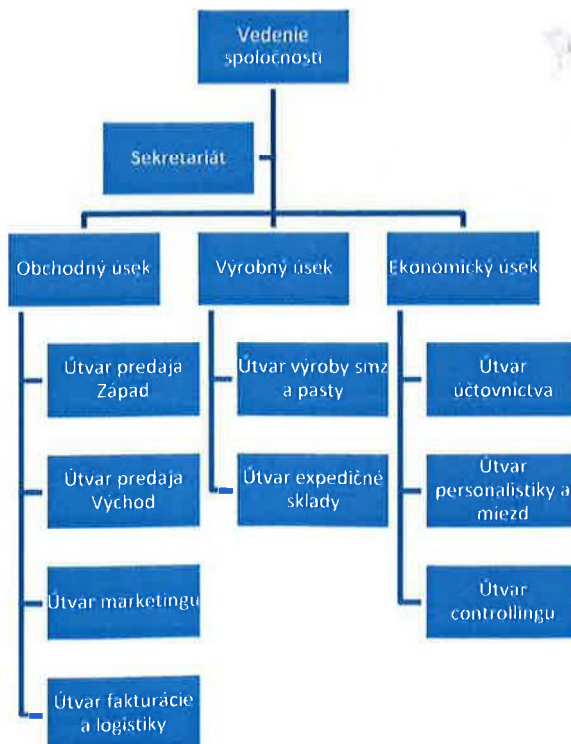 Vedenie
spoločnosti
Sekretariát
Obchodný úsek
Výrobný úsek
Ekonomický úsek
Útvar predaja
Západ
Útvar výroby smz
a pasty
Útvar
účtovníctva
Útvar predaja
Východ
Útvar expedičné
sklady
Útvar
personalistiky a
miezd
Útvar marketingu
Útvar
controllingu
Útvar fakturácie
a logistiky